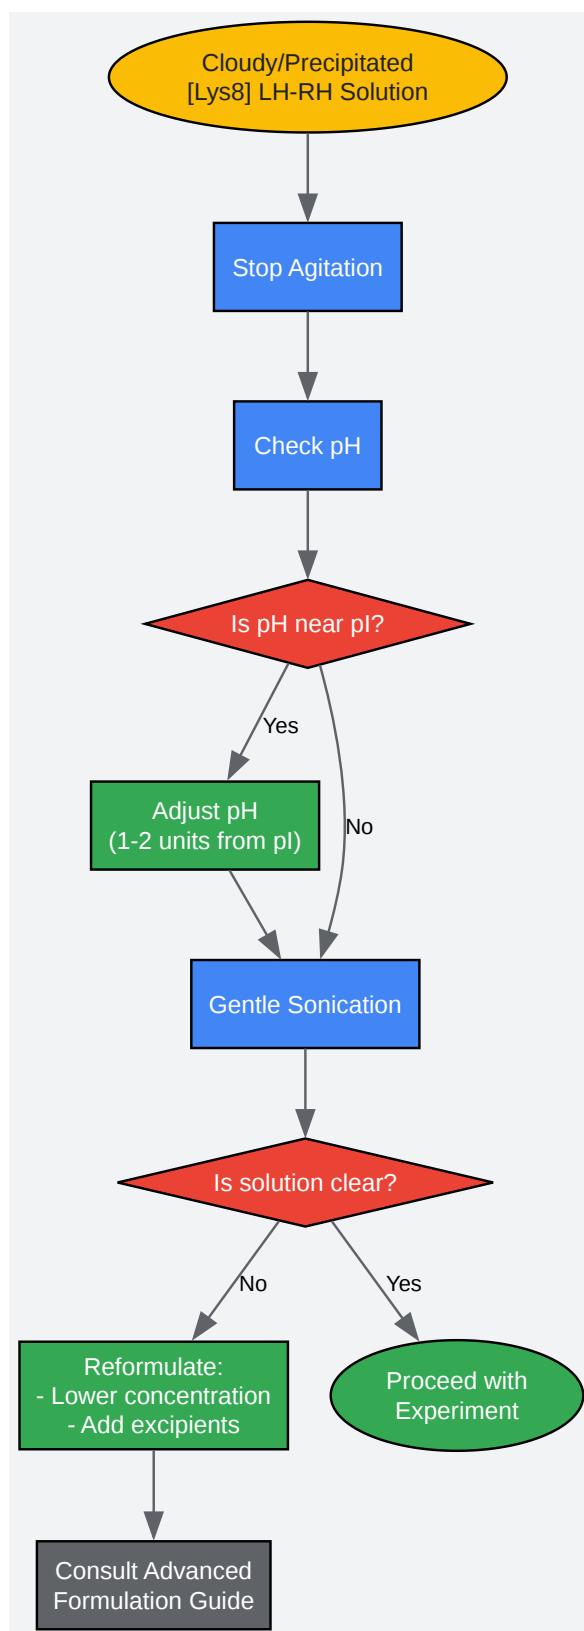 Cloudy/Precipitated
[Lys8] LH-RH Solution
Stop Agitation
Check pH
Is pH near pI?
Yes
Adjust pH
(1-2 units from pI)
No
Gentle Sonication
Is solution clear?
No
Yes
Reformulate:
- Lower concentration
- Add excipients
Proceed with
Experiment
Consult Advanced
Formulation Guide